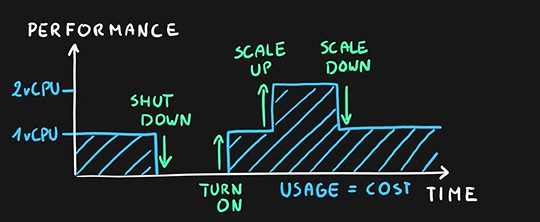 PERFORMANCE
SCALE
UP
SCALE
DOWN
2vCPU
SHUT
DOWN
1vCPU
TURN
ON
USAGE = COST
TIME